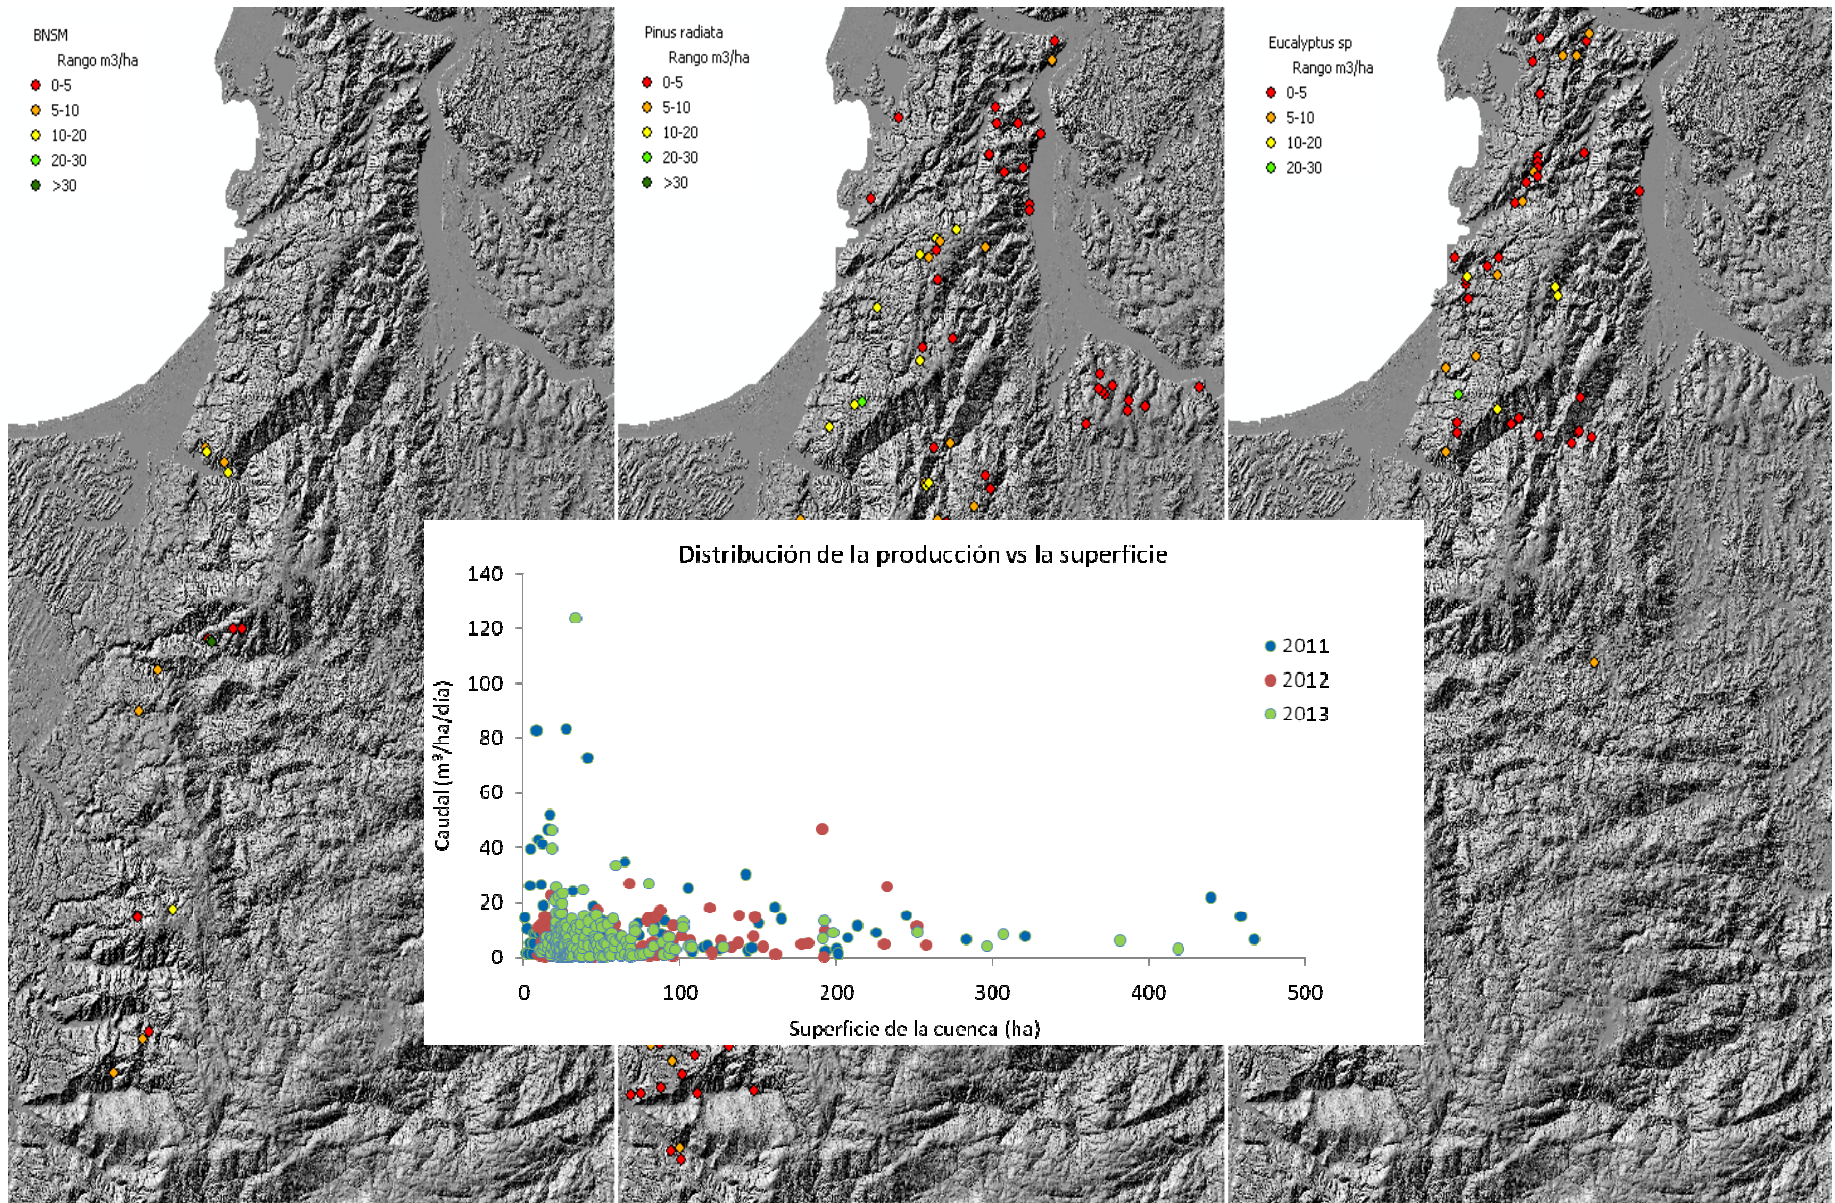 BNSM
Rango m3/ha
0-5
5-10
10-20
20-30
>30
Pinus radiata
Rango m3/ha
0-5
5-10
10-20
20-30
>30
Eucalyptus sp
Rango m3/ha
0-5
5-10
10-20
20-30
Distribución de la producción vs la superficie
Caudal (m³/ha/día)
140
120
100
80
60
40
20
0
0 100 200 300 400 500
Superficie de la cuenca (ha)
2011
2012
2013